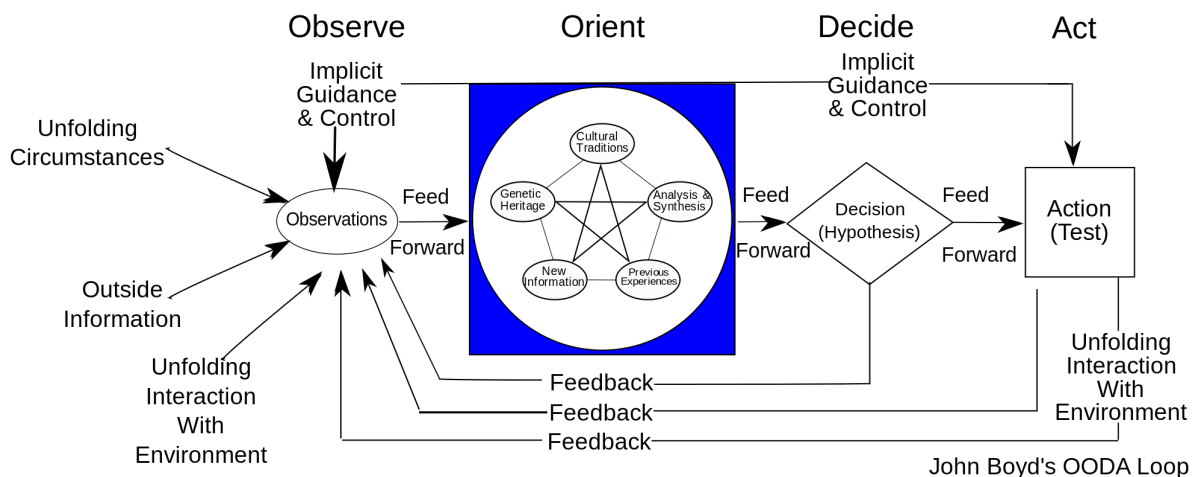 Observe
Orient
Decide
Act
Implicit
Guidance
& Control
Implicit
Guidance
& Control
Unfolding
Circumstances
Observations
Feed
Forward
Cultural
Traditions
Genetic
Heritage
Analysis &
Synthesis
New
Information
Previous
Experiences
Feed
Forward
Decision
(Hypothesis)
Feed
Forward
Action
(Test)
Outside
Information
Unfolding
Interaction
With
Environment
Feedback
Feedback
Feedback
Unfolding
Interaction
With
Environment
John Boyd's OODA Loop